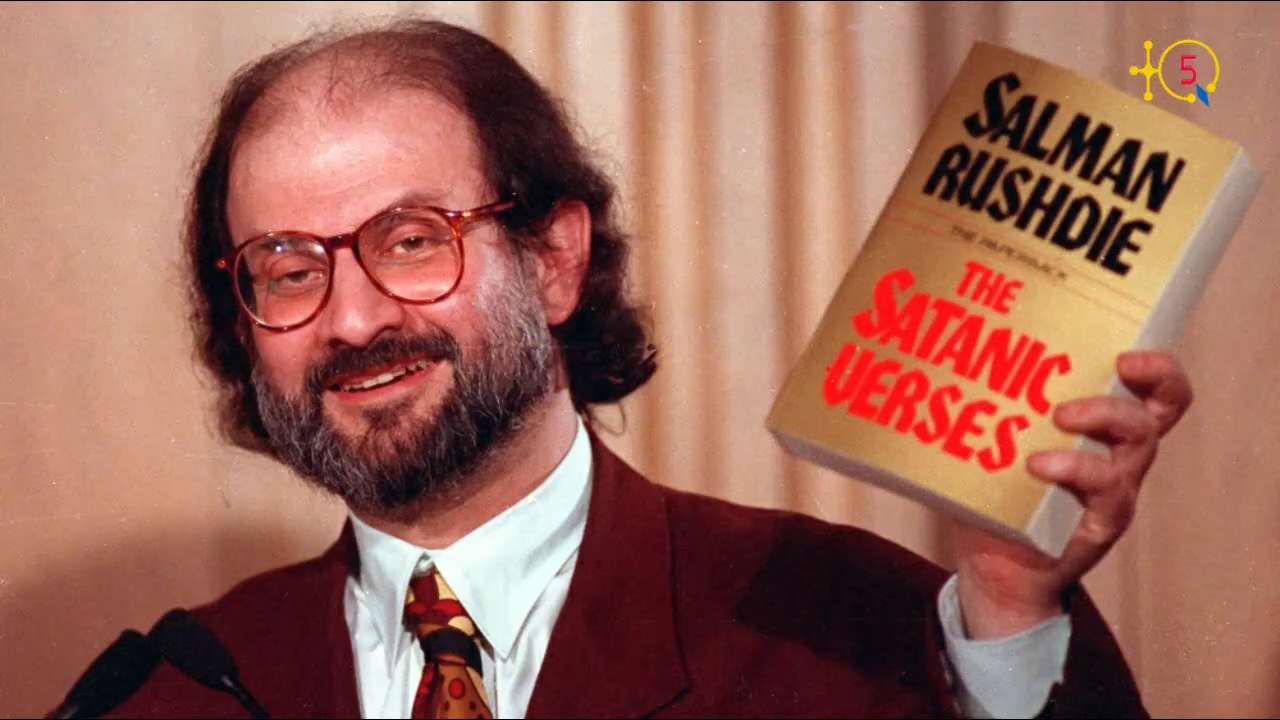 SALMAN
RUSHDIE
THE PAPERBACK
THE
SATANIC
VERSES
5